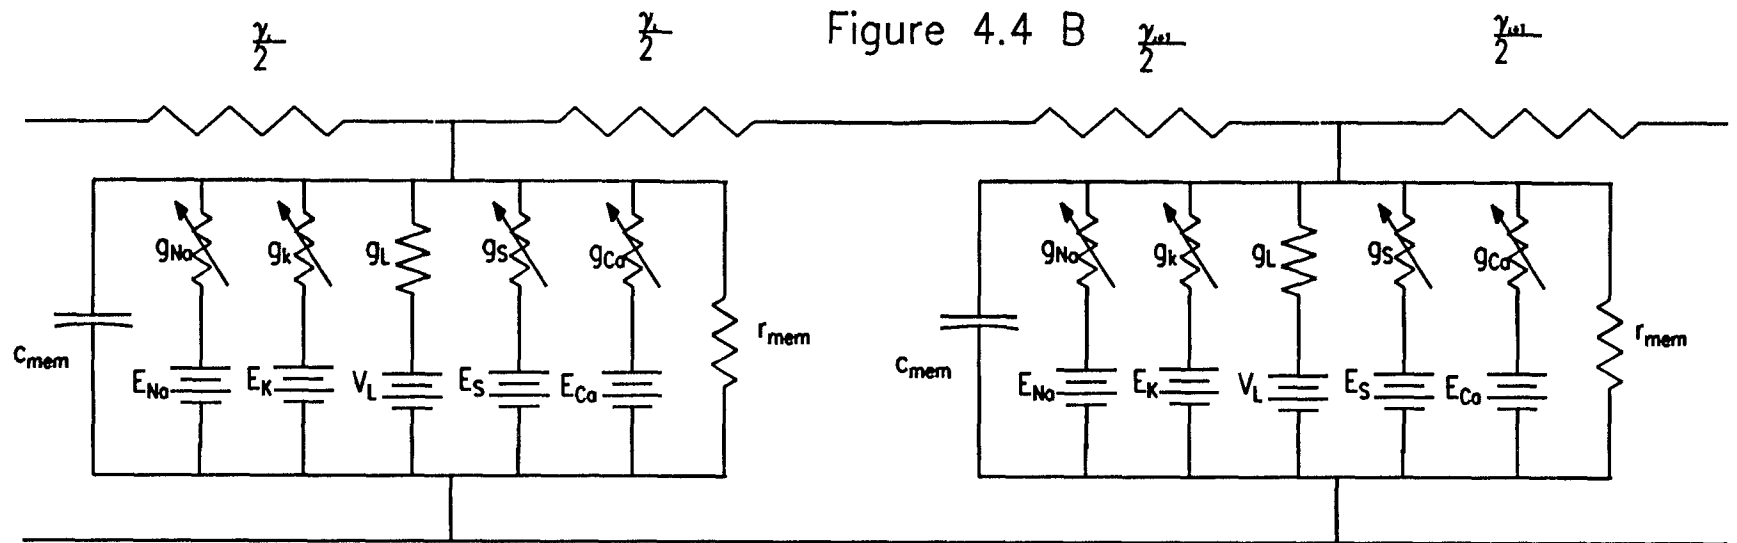 Figure 4.4 B
γi/2
γi/2
γi+1/2
γi+1/2
gNa
gk
gL
gS
gCa
cmem
rmem
ENa
EK
VL
ES
ECa
gNa
gk
gL
gS
gCa
cmem
rmem
ENa
EK
VL
ES
ECa